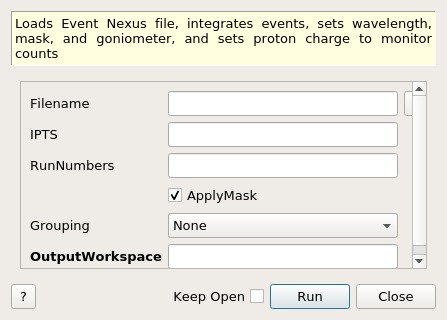 Loads Event Nexus file, integrates events, sets wavelength,
mask, and goniometer, and sets proton charge to monitor
counts
Filename
IPTS
RunNumbers
ApplyMask
Grouping None
OutputWorkspace
? Keep Open Run Close